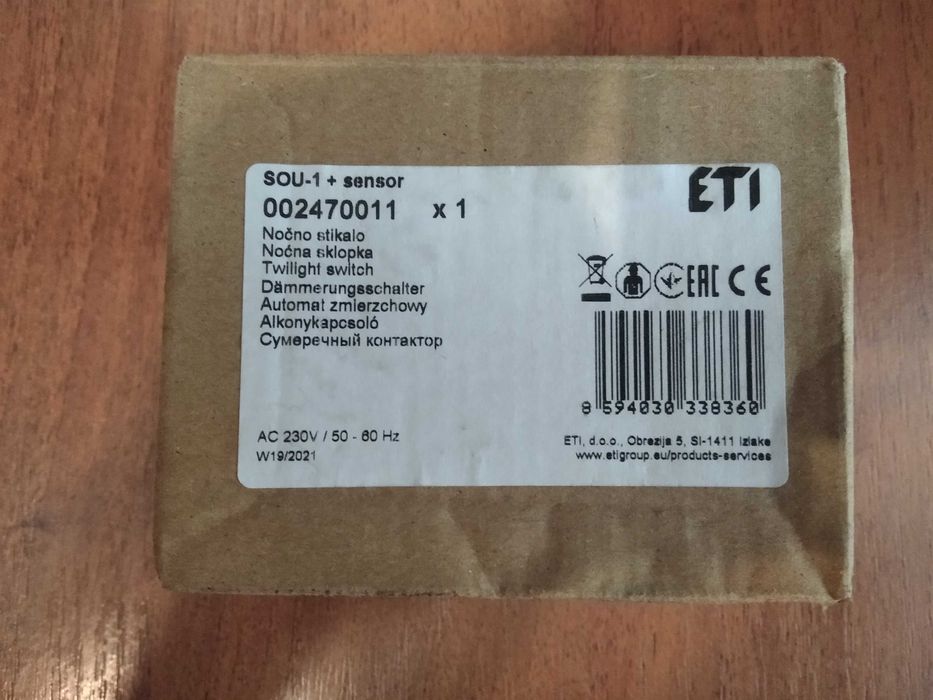 SOU-1 + sensor
ETI
002470011 x 1
Nočno stikalo
Noćna sklopka
Twilight switch
Dämmerungsschalter
Automat zmierzchowy
Alkonykapcsoló
Сумеречный контактор
EAC CE
8 594030 338360
AC 230V / 50 - 60 Hz
W19/2021
ETI, d.o.o., Obrezija 5, SI-1411 Izlake
www.etigroup.eu/products-services